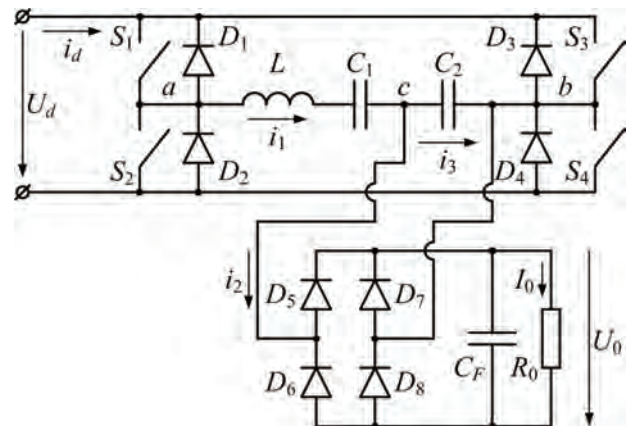 i_d S_1 D_1 D_3 S_3
L C_1 C_2
a c b
U_d
i_1 i_3
S_2 D_2 D_4 S_4
i_2 D_5 D_7 I_0
U_0
D_6 D_8 C_F R_0